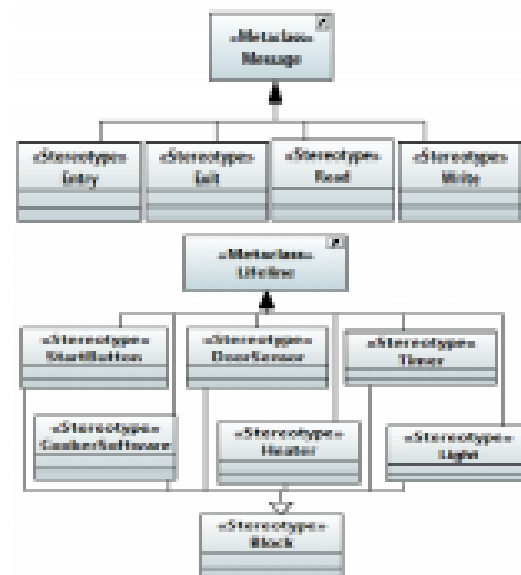 «Metaclass»
Message
«Stereotype»
Entry
«Stereotype»
Exit
«Stereotype»
Read
«Stereotype»
Write
«Metaclass»
Lifeline
«Stereotype»
StartButton
«Stereotype»
DoorSensor
«Stereotype»
Timer
«Stereotype»
CookerSoftware
«Stereotype»
Heater
«Stereotype»
Light
«Stereotype»
Block